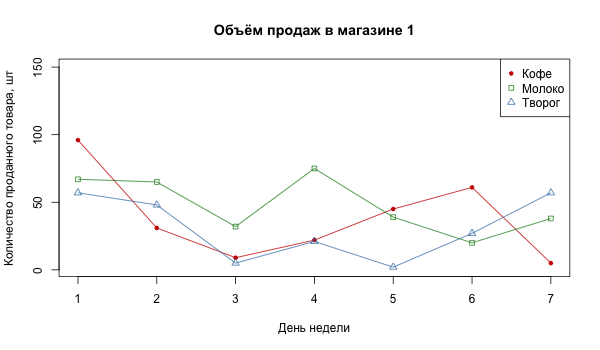 Объём продаж в магазине 1
Кофе
Молоко
Творог
Количество проданного товара, шт
150
100
50
0
1 2 3 4 5 6 7
День недели